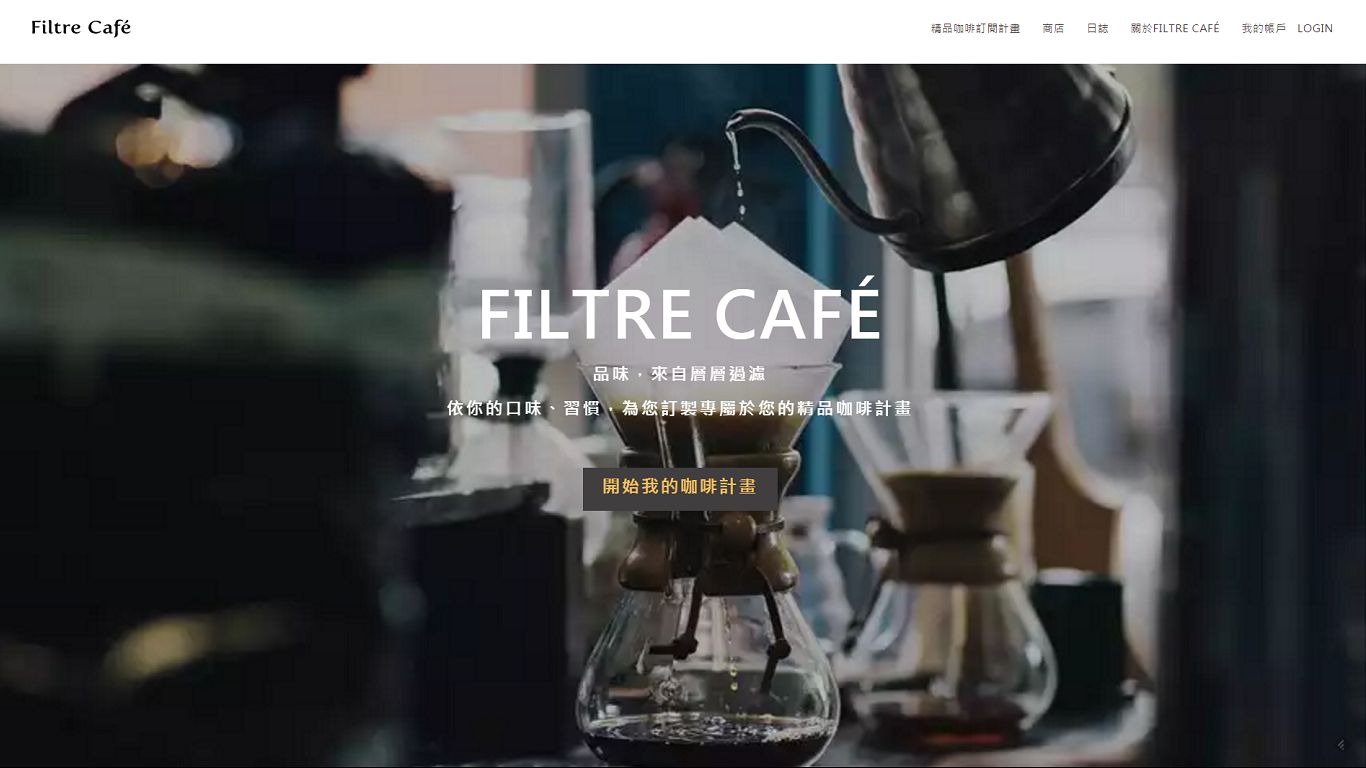 Filtre Café
精品咖啡訂閱計畫 商店 日誌 關於FILTRE CAFÉ 我的帳戶 LOGIN
FILTRE CAFÉ
品味，來自層層過濾
依你的口味、習慣，為您訂製專屬於您的精品咖啡計畫
開始我的咖啡計畫